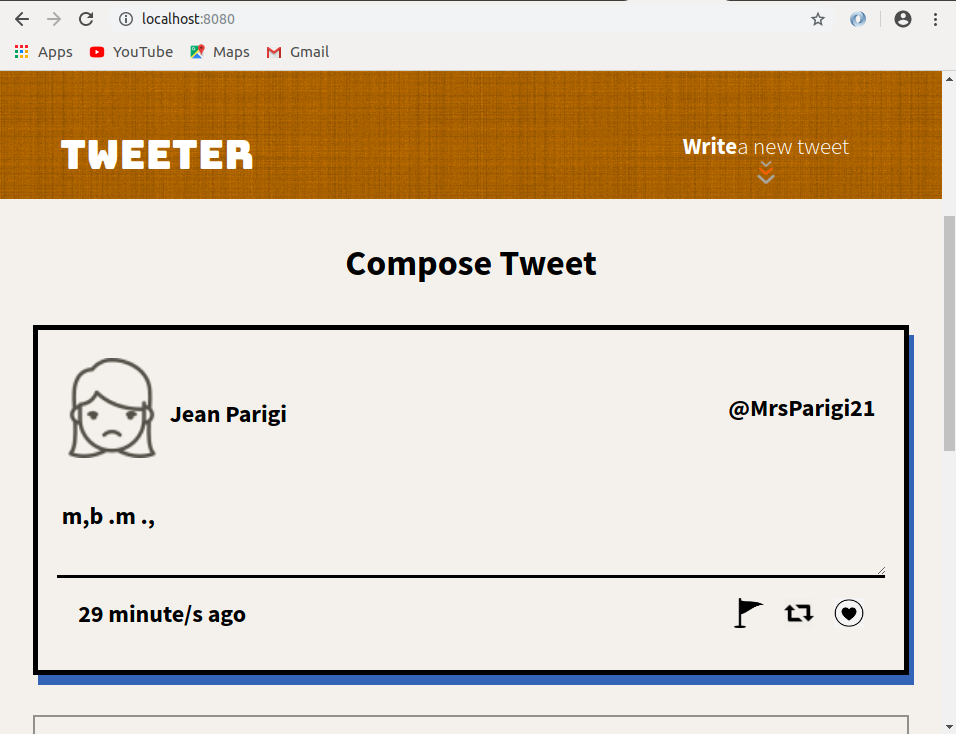 localhost:8080
Apps YouTube Maps Gmail
TWEETER
Writea new tweet
Compose Tweet
Jean Parigi
@MrsParigi21
m,b .m .,
29 minute/s ago